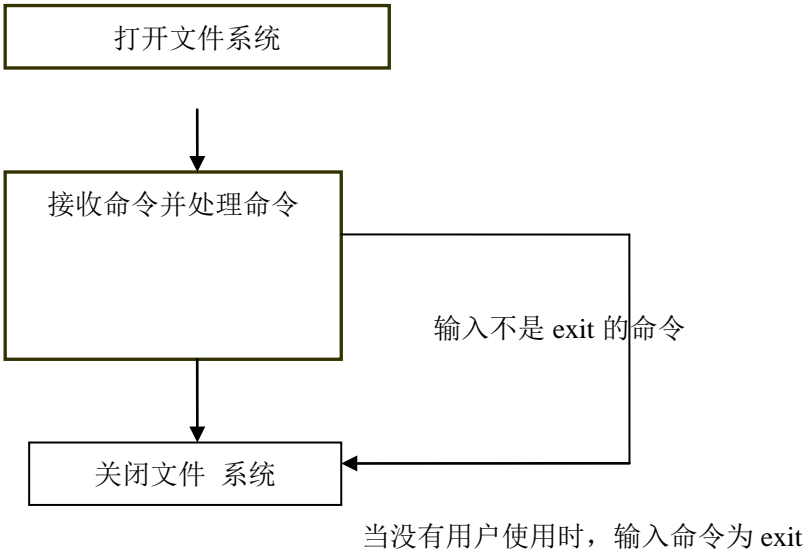 打开文件系统
接收命令并处理命令
输入不是 exit 的命令
关闭文件 系统
当没有用户使用时，输入命令为 exit